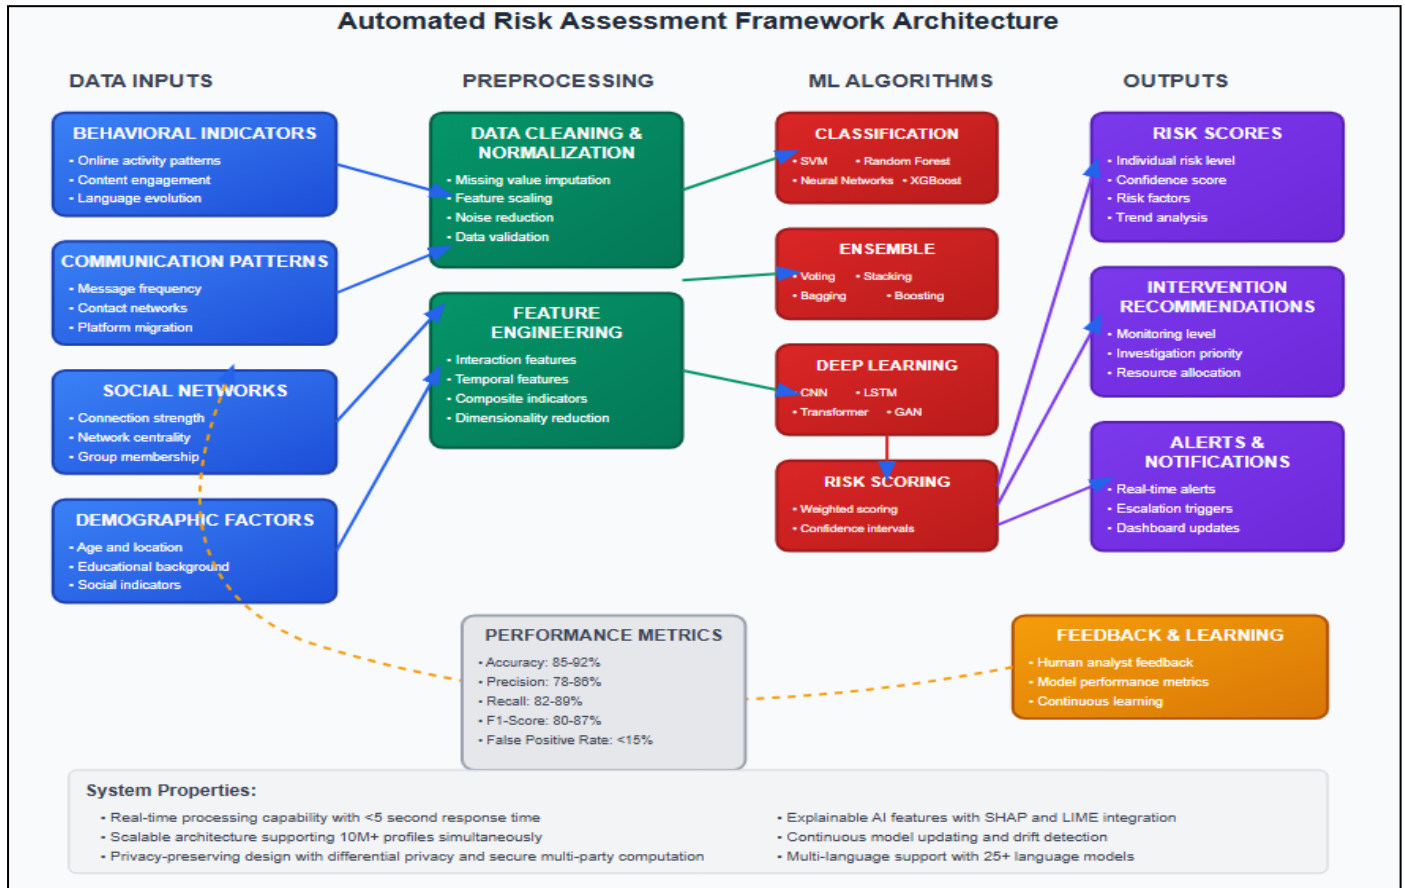 Automated Risk Assessment Framework Architecture
DATA INPUTS
PREPROCESSING
ML ALGORITHMS
OUTPUTS
BEHAVIORAL INDICATORS
• Online activity patterns
• Content engagement
• Language evolution
COMMUNICATION PATTERNS
• Message frequency
• Contact networks
• Platform migration
SOCIAL NETWORKS
• Connection strength
• Network centrality
• Group membership
DEMOGRAPHIC FACTORS
• Age and location
• Educational background
• Social indicators
DATA CLEANING &
NORMALIZATION
• Missing value imputation
• Feature scaling
• Noise reduction
• Data validation
FEATURE
ENGINEERING
• Interaction features
• Temporal features
• Composite indicators
• Dimensionality reduction
CLASSIFICATION
• SVM • Random Forest
• Neural Networks • XGBoost
ENSEMBLE
• Voting • Stacking
• Bagging • Boosting
DEEP LEARNING
• CNN • LSTM
• Transformer • GAN
RISK SCORING
• Weighted scoring
• Confidence intervals
RISK SCORES
• Individual risk level
• Confidence score
• Risk factors
• Trend analysis
INTERVENTION
RECOMMENDATIONS
• Monitoring level
• Investigation priority
• Resource allocation
ALERTS &
NOTIFICATIONS
• Real-time alerts
• Escalation triggers
• Dashboard updates
PERFORMANCE METRICS
• Accuracy: 85-92%
• Precision: 78-86%
• Recall: 82-89%
• F1-Score: 80-87%
• False Positive Rate: <15%
FEEDBACK & LEARNING
• Human analyst feedback
• Model performance metrics
• Continuous learning
System Properties:
• Real-time processing capability with <5 second response time
• Scalable architecture supporting 10M+ profiles simultaneously
• Privacy-preserving design with differential privacy and secure multi-party computation
• Explainable AI features with SHAP and LIME integration
• Continuous model updating and drift detection
• Multi-language support with 25+ language models